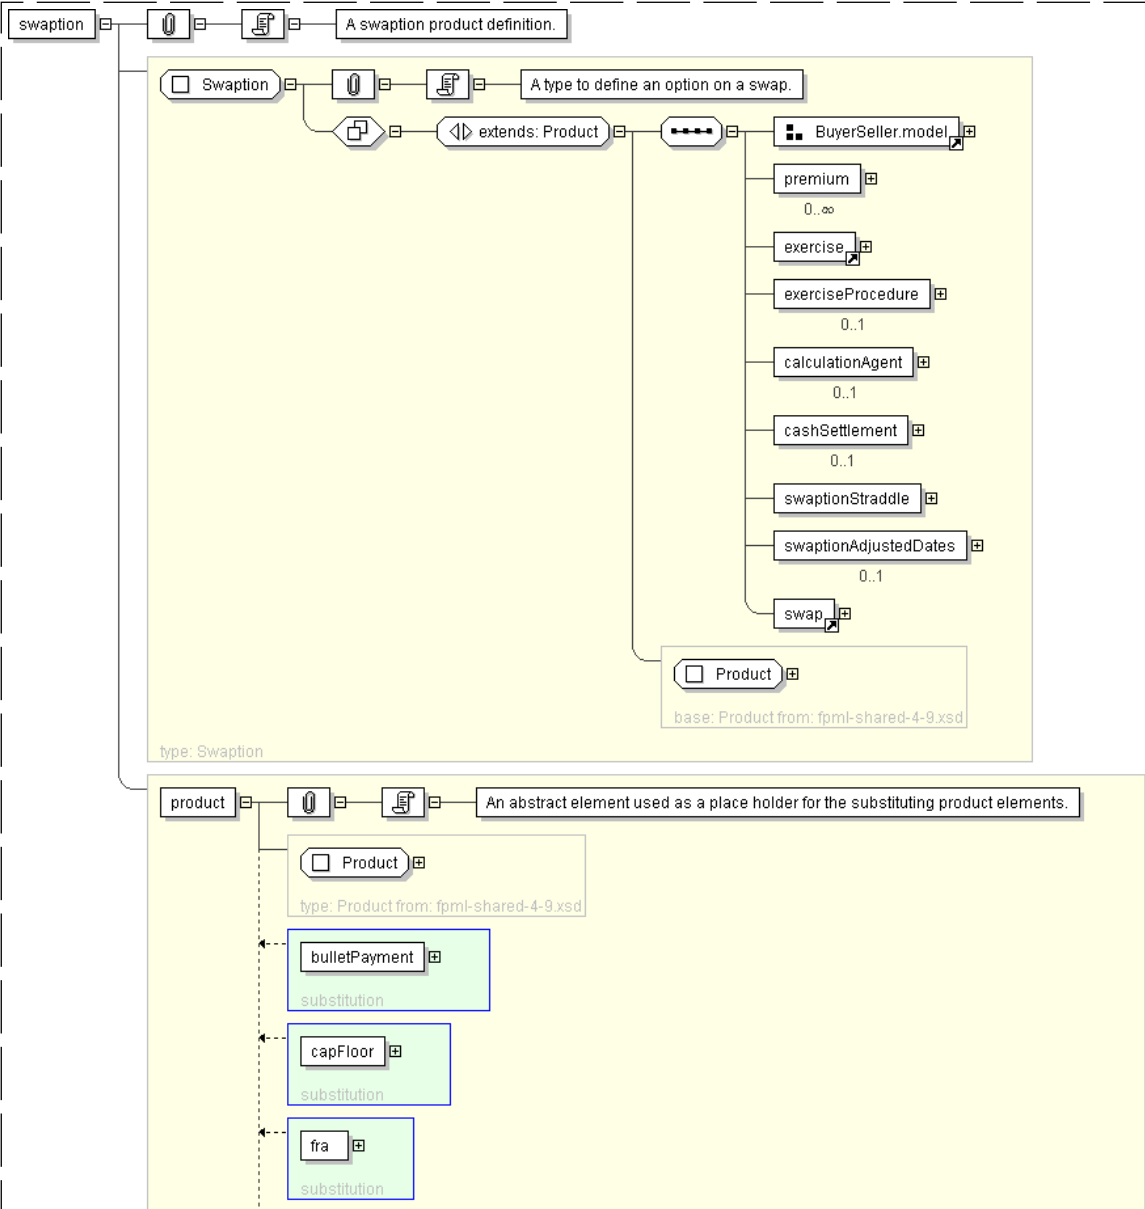 swaption
A swaption product definition.
Swaption
A type to define an option on a swap.
extends: Product
BuyerSeller.model
premium
0..∞
exercise
exerciseProcedure
0..1
calculationAgent
0..1
cashSettlement
0..1
swaptionStraddle
swaptionAdjustedDates
0..1
swap
Product
base: Product from: fpml-shared-4-9.xsd
type: Swaption
product
An abstract element used as a place holder for the substituting product elements.
Product
type: Product from: fpml-shared-4-9.xsd
bulletPayment
substitution
capFloor
substitution
fra
substitution